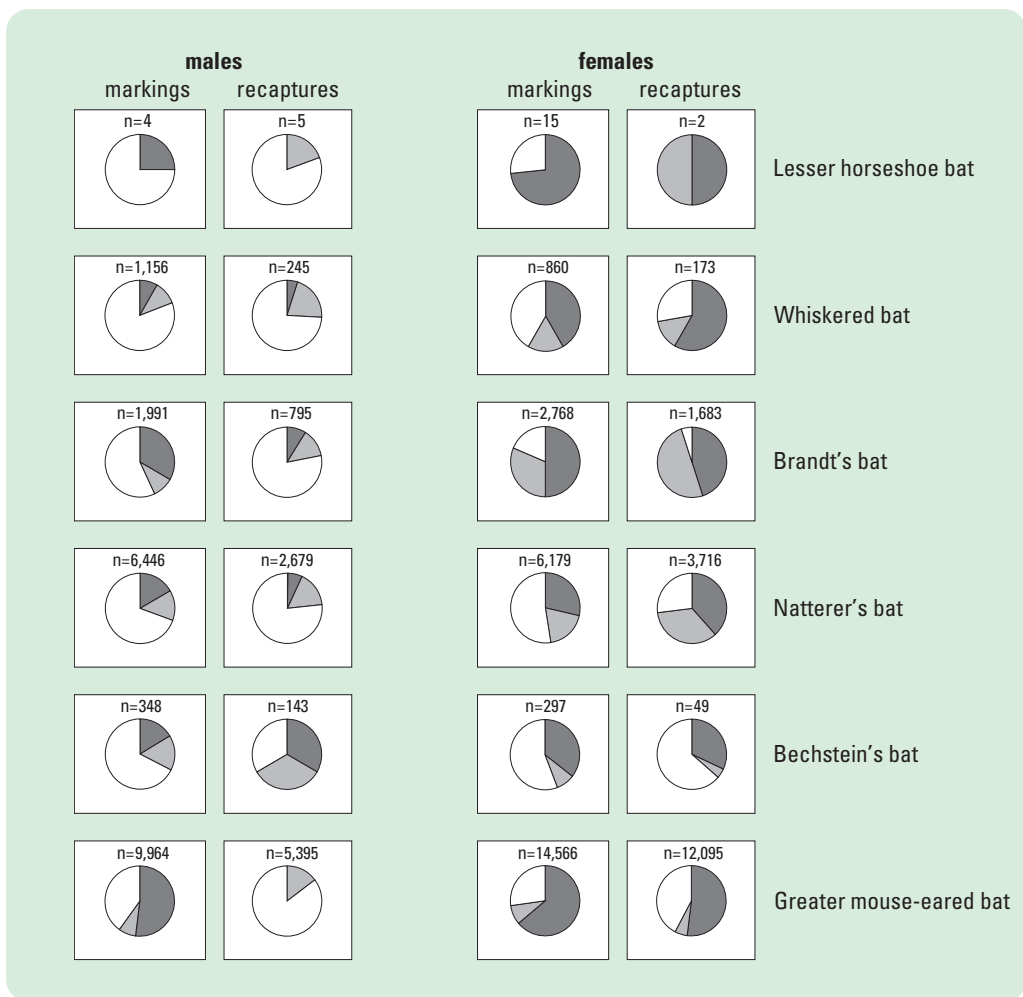 males females
markings recaptures markings recaptures
n=4 n=5 n=15 n=2
Lesser horseshoe bat
n=1,156 n=245 n=860 n=173
Whiskered bat
n=1,991 n=795 n=2,768 n=1,683
Brandt's bat
n=6,446 n=2,679 n=6,179 n=3,716
Natterer's bat
n=348 n=143 n=297 n=49
Bechstein's bat
n=9,964 n=5,395 n=14,566 n=12,095
Greater mouse-eared bat